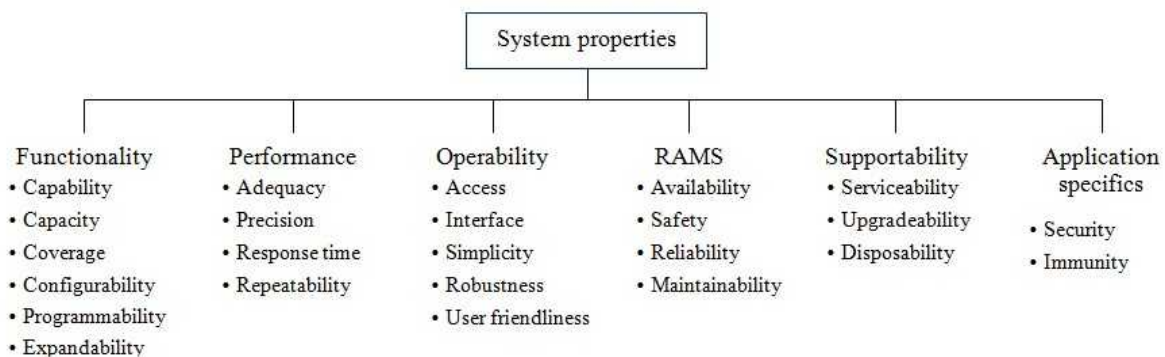 System properties
Functionality
• Capability
• Capacity
• Coverage
• Configurability
• Programmability
• Expandability
Performance
• Adequacy
• Precision
• Response time
• Repeatability
Operability
• Access
• Interface
• Simplicity
• Robustness
• User friendliness
RAMS
• Availability
• Safety
• Reliability
• Maintainability
Supportability
• Serviceability
• Upgradeability
• Disposability
Application
specifics
• Security
• Immunity